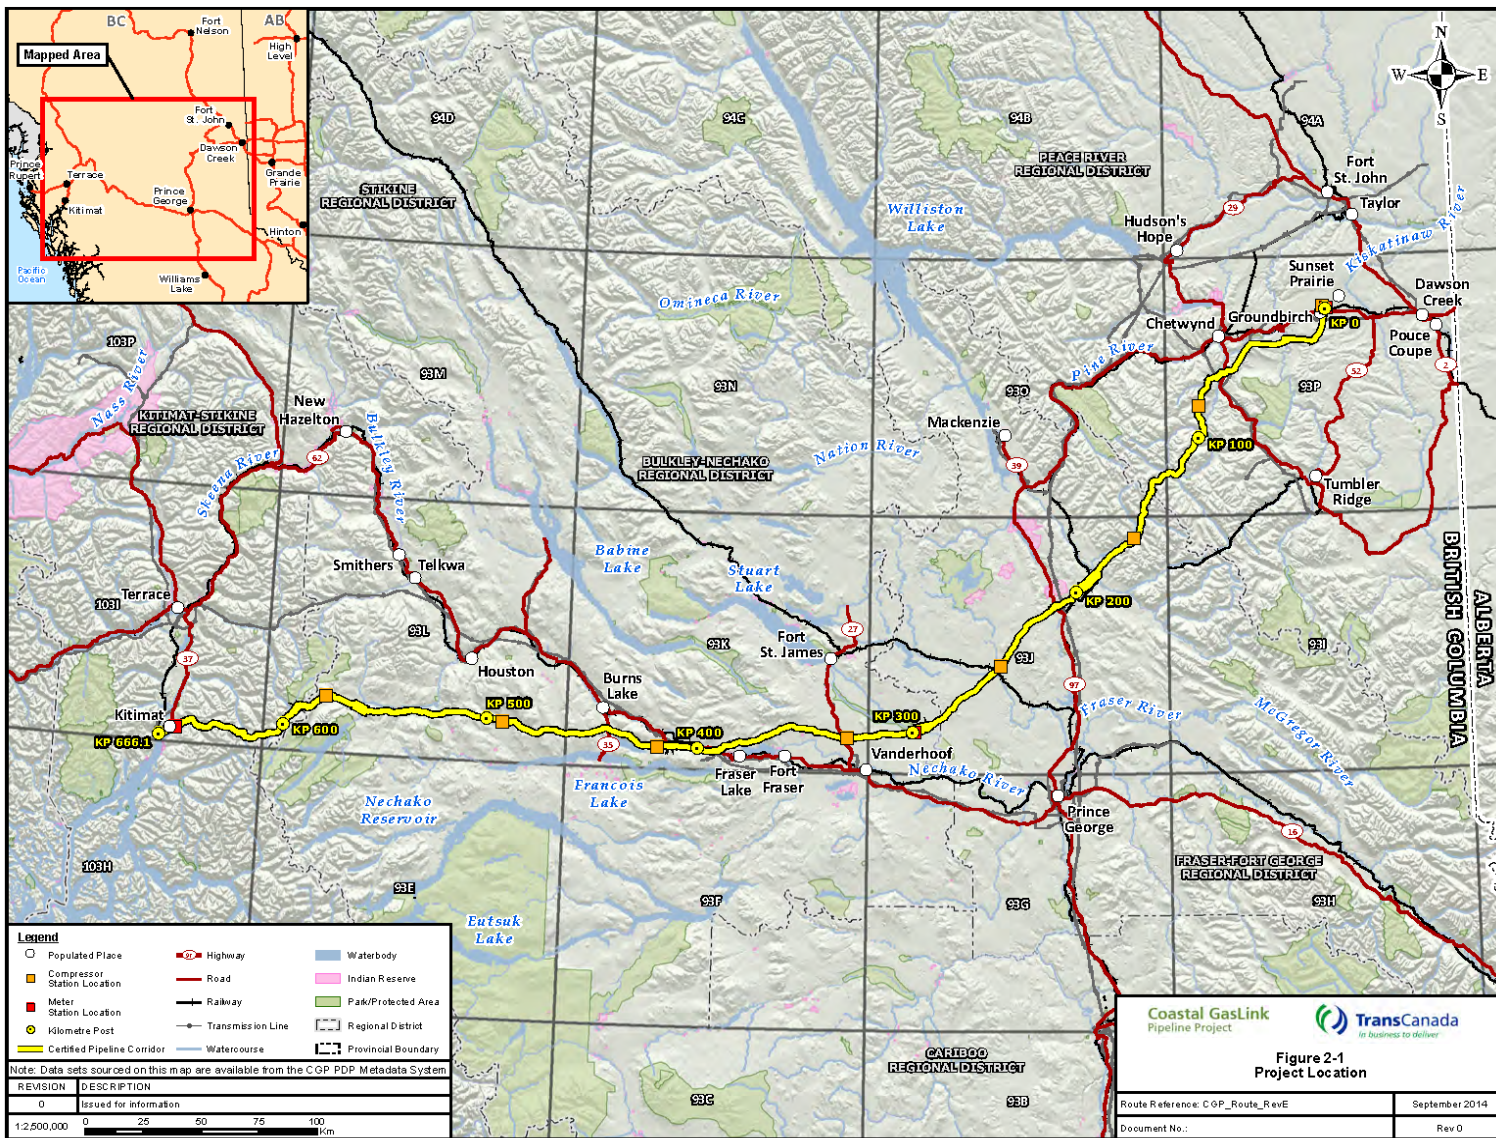 BC
AB
Fort
Nelson
High
Level
Mapped Area
Fort
St. John
Dawson
Creek
Prince
Rupert
Terrace
Grande
Prairie
Prince
George
Kitimat
Hinton
Pacific
Ocean
Williams
Lake
N
W
E
S
94D
94C
94B
94A
PEACE RIVER
REGIONAL DISTRICT
STIKINE
REGIONAL DISTRICT
Fort
St. John
Taylor
Williston
Lake
29
Hudson's
Hope
Kiskatinaw River
Sunset
Prairie
Omineca River
Dawson
Creek
Groundbirch
KP 0
Chetwynd
Pouce
Coupe
103P
Nass River
93M
93N
Pine River
93O
93P
52
2
New
Hazelton
KITIMAT-STIKINE
REGIONAL DISTRICT
Bulkley River
Mackenzie
KP 100
Skeena River
62
BULKLEY-NECHAKO
REGIONAL DISTRICT
Nation River
39
Tumbler
Ridge
Babine
Lake
Stuart
Lake
Smithers
Telkwa
BRITISH COLUMBIA
ALBERTA
103I
Terrace
KP 200
93L
27
93K
Fort
St. James
93J
93I
37
Houston
Burns
Lake
97
Fraser River
McGregor River
Kitimat
KP 666.1
KP 600
KP 500
KP 400
KP 300
35
Vanderhoof
Nechako River
Fraser
Lake
Fort
Fraser
Francois
Lake
Nechako
Reservoir
Prince
George
16
103H
FRASER-FORT GEORGE
REGIONAL DISTRICT
93E
93F
93G
93H
Eutsuk
Lake
CARIBOO
REGIONAL DISTRICT
93C
93B
Legend
Populated Place
Compressor
Station Location
Meter
Station Location
Kilometre Post
Certified Pipeline Corridor
97
Highway
Road
Railway
Transmission Line
Watercourse
Waterbody
Indian Reserve
Park/Protected Area
Regional District
Provincial Boundary
Note: Data sets sourced on this map are available from the CGP PDP Metadata System
REVISION DESCRIPTION
0 Issued for information
1:2,500,000 0 25 50 75 100
Km
Coastal GasLink
Pipeline Project
TransCanada
In business to deliver
Figure 2-1
Project Location
Route Reference: CGP_Route_RevE September 2014
Document No.: Rev 0